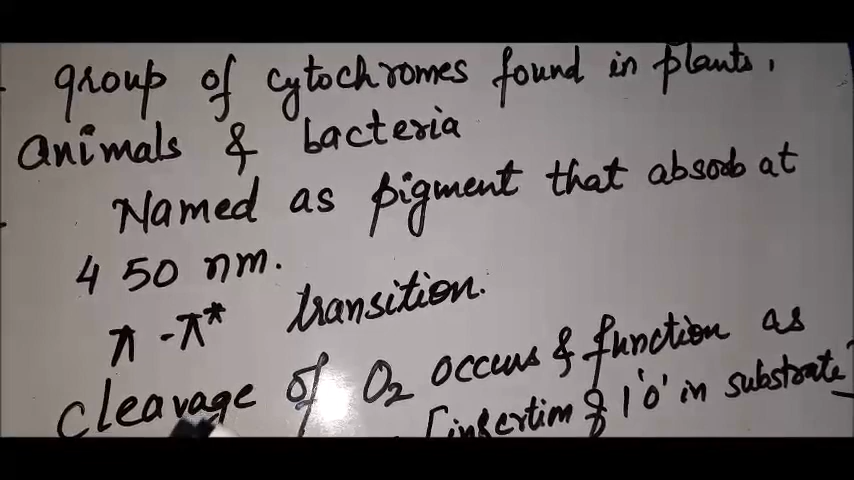 - group of cytochromes found in plants,
animals & bacteria
- Named as pigment that absorb at
450 nm.
π - π* transition.
Cleavage of O2 occurs & function as
[insertion of 1 'O' in substrate]